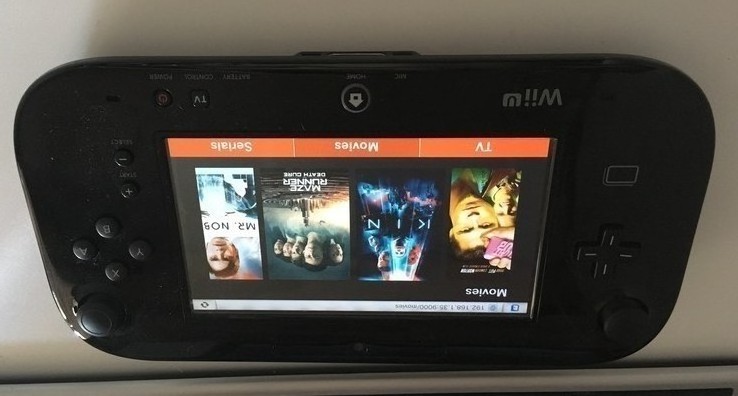 192.168.1.35:9000/movies
Movies
KIN
MAZE
RUNNER
DEATH CURE
MR. NOB
TV
Movies
Serials
X
Y
A
B
+
START
-
SELECT
Wii U
TV
MIC
HOME
BATTERY
CONTROL
POWER